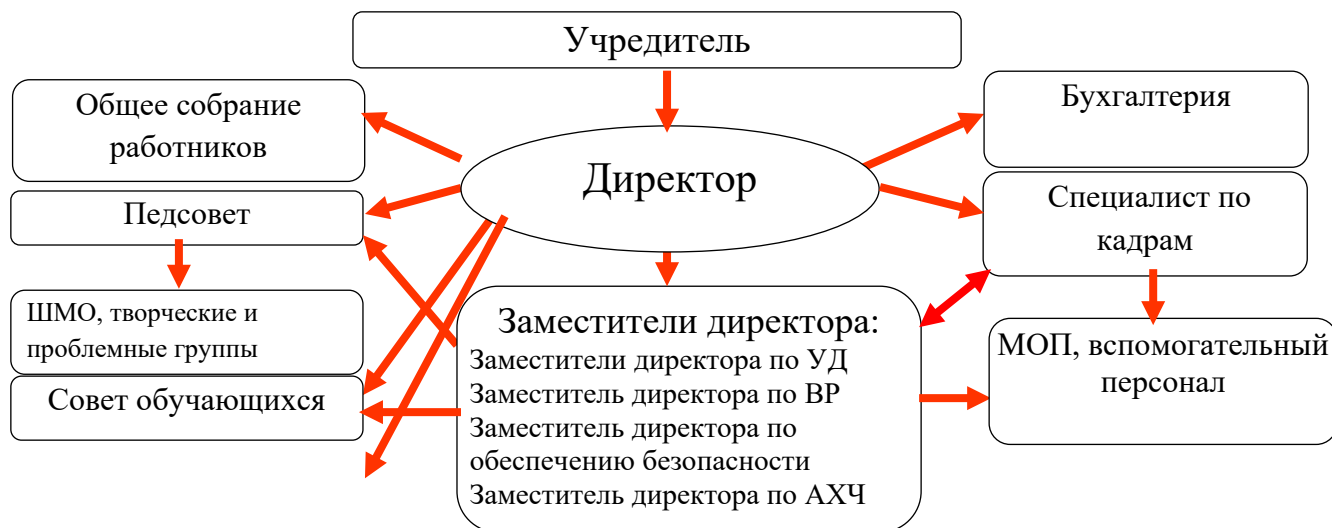 Учредитель
Общее собрание
работников
Бухгалтерия
Директор
Педсовет
Специалист по
кадрам
ШМО, творческие и
проблемные группы
Совет обучающихся
Заместители директора:
Заместители директора по УД
Заместитель директора по ВР
Заместитель директора по
обеспечению безопасности
Заместитель директора по АХЧ
МОП, вспомогательный
персонал